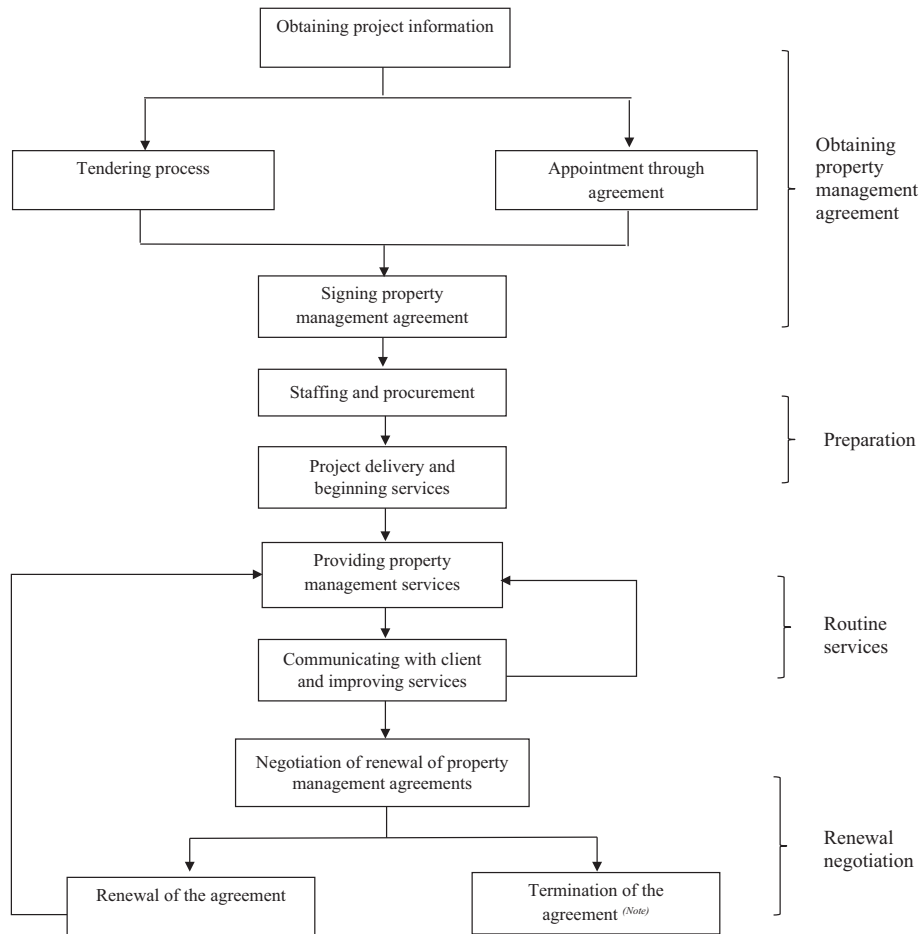 Obtaining project information
Tendering process
Appointment through
agreement
Obtaining
property
management
agreement
Signing property
management agreement
Staffing and procurement
Project delivery and
beginning services
Preparation
Providing property
management services
Communicating with client
and improving services
Routine
services
Negotiation of renewal of property
management agreements
Renewal of the agreement
Termination of the
agreement (Note)
Renewal
negotiation